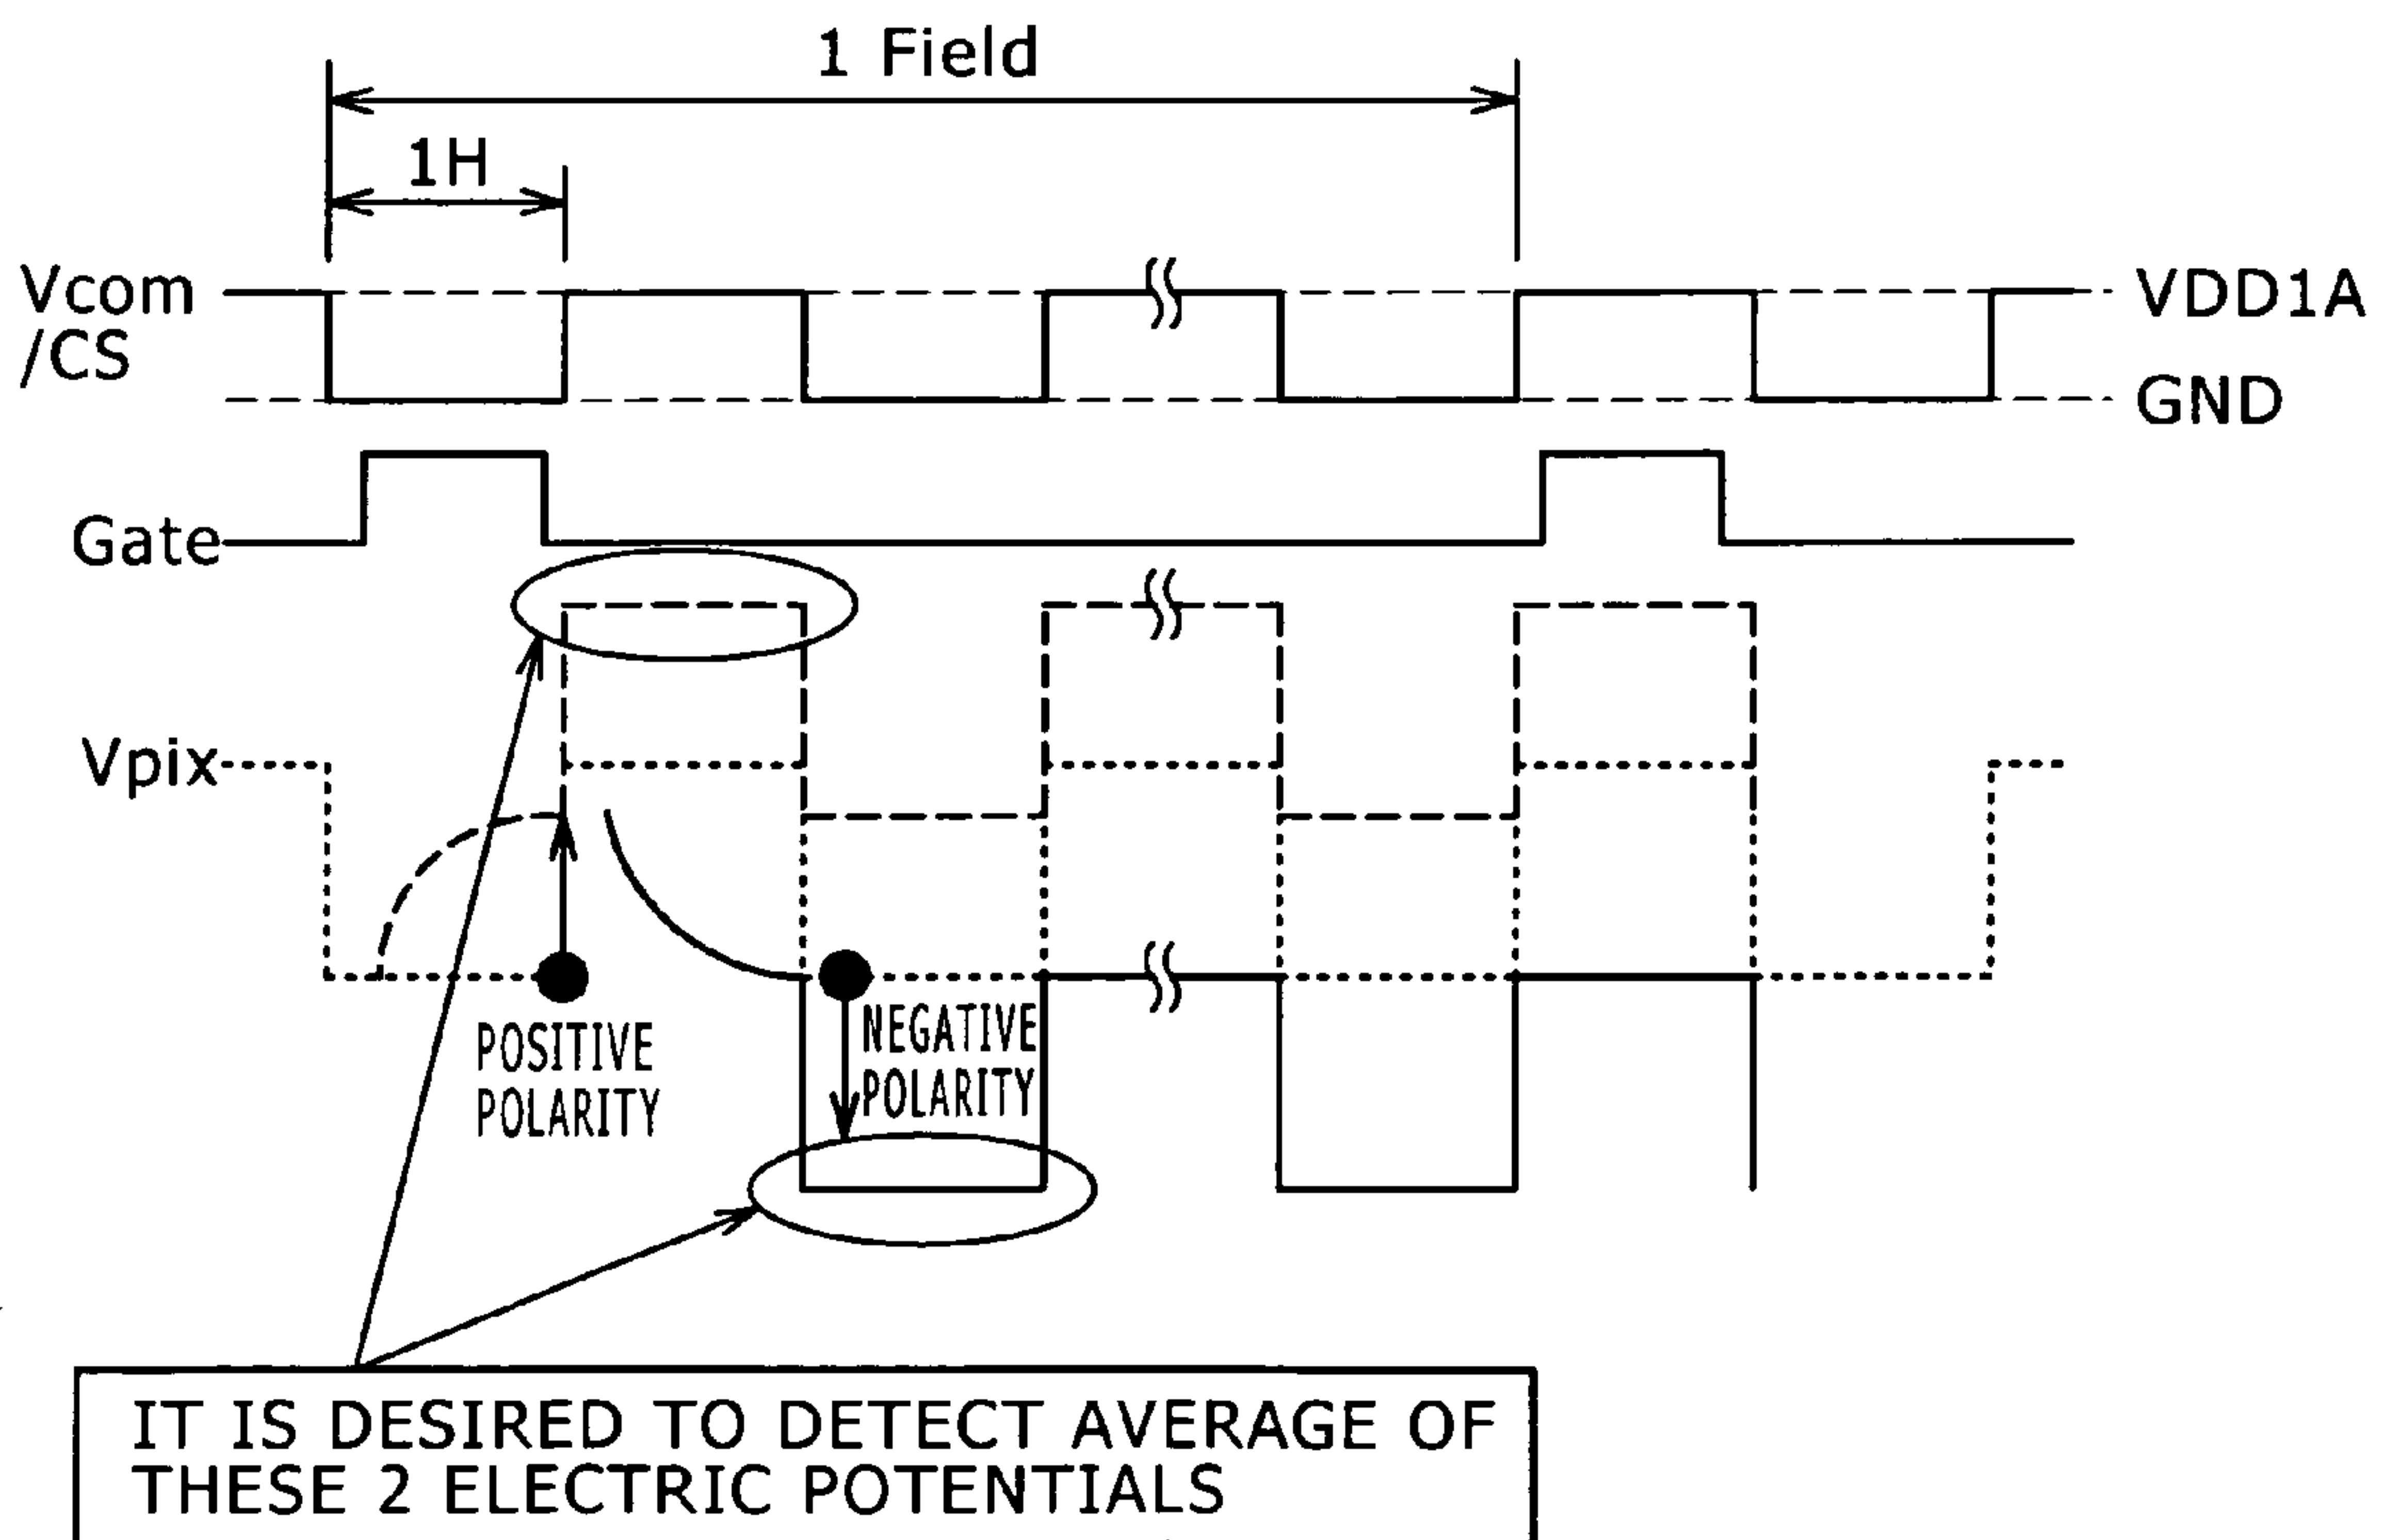 1 Field
1H
Vcom
/CS
VDD1A
GND
Gate
Vpix
POSITIVE
POLARITY
NEGATIVE
POLARITY
IT IS DESIRED TO DETECT AVERAGE OF
THESE 2 ELECTRIC POTENTIALS